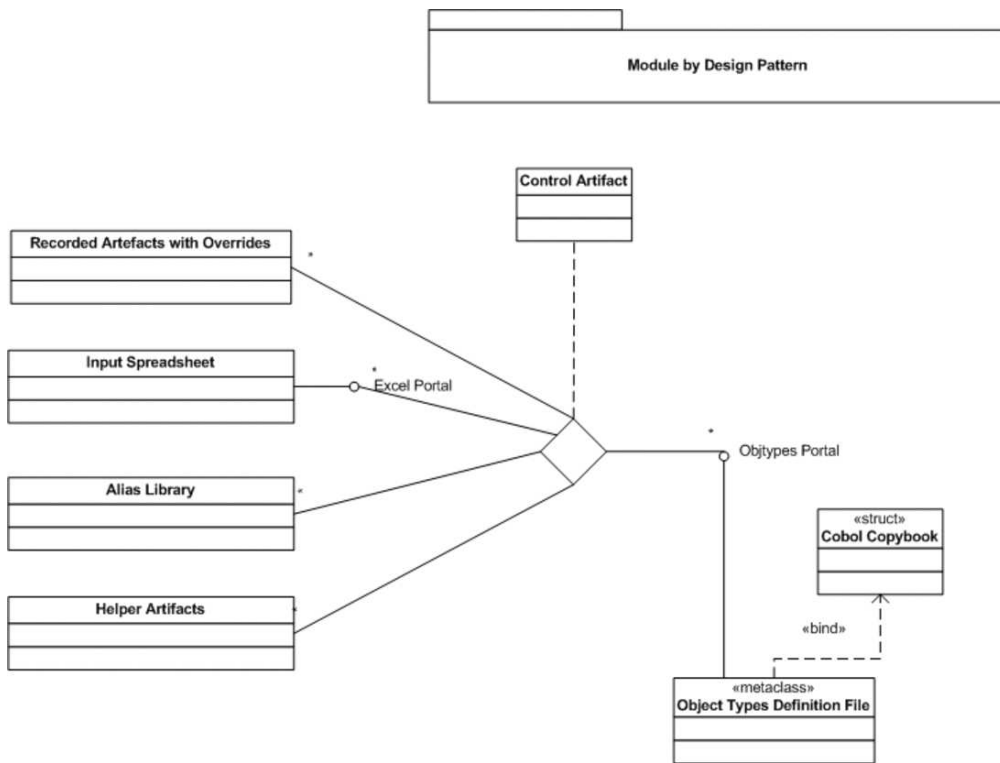 Module by Design Pattern
Control Artifact
Recorded Artefacts with Overrides
*
Input Spreadsheet
*
Excel Portal
*
Objtypes Portal
Alias Library
*
«struct»
Cobol Copybook
Helper Artifacts
*
«bind»
«metaclass»
Object Types Definition File